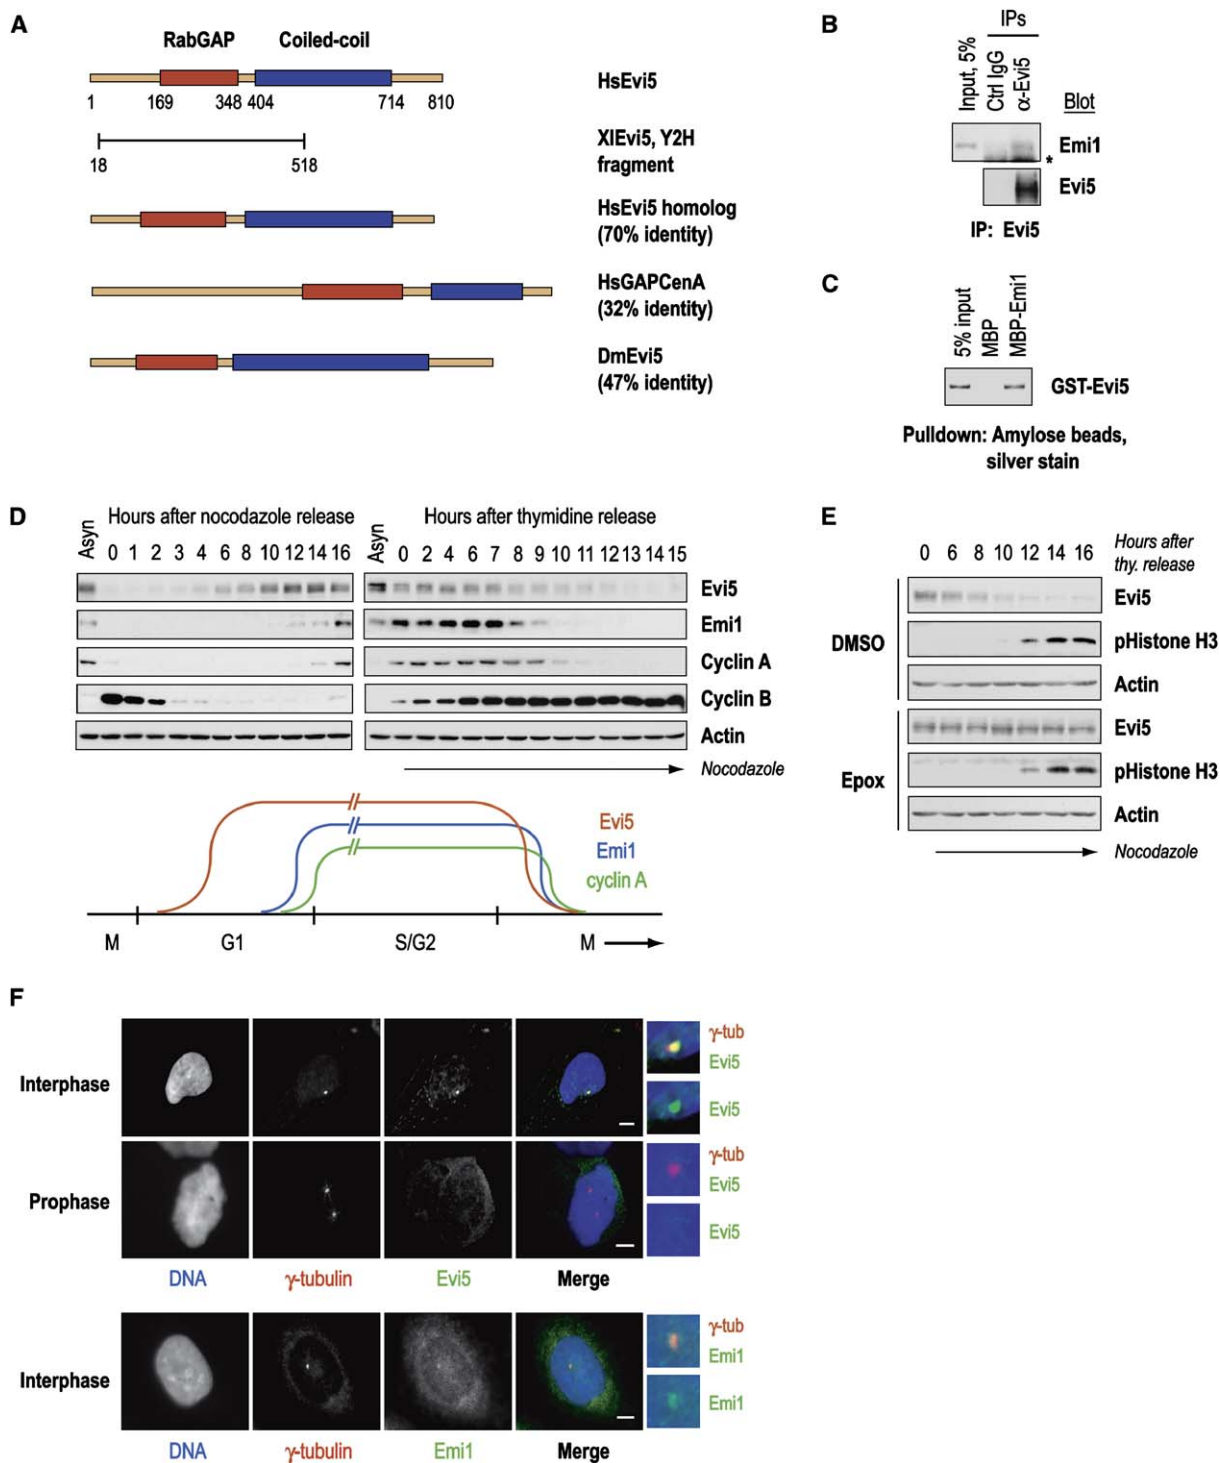 A
RabGAP Coiled-coil
HsEvi5
1 169 348 404 714 810
XlEvi5, Y2H
fragment
18 518
HsEvi5 homolog
(70% identity)
HsGAPCenA
(32% identity)
DmEvi5
(47% identity)
B
IPs
Input, 5%
Ctrl IgG
α-Evi5
Blot
Emi1
*
Evi5
IP: Evi5
C
5% input
MBP
MBP-Emi1
GST-Evi5
Pulldown: Amylose beads,
silver stain
D
Hours after nocodazole release
Asyn 0 1 2 3 4 6 8 10 12 14 16
Hours after thymidine release
Asyn 0 2 4 6 7 8 9 10 11 12 13 14 15
Evi5
Emi1
Cyclin A
Cyclin B
Actin
Nocodazole
Evi5
Emi1
cyclin A
M G1 S/G2 M
E
0 6 8 10 12 14 16
Hours after
thy. release
DMSO
Evi5
pHistone H3
Actin
Epox
Evi5
pHistone H3
Actin
Nocodazole
F
Interphase
γ-tub
Evi5
Evi5
Prophase
γ-tub
Evi5
Evi5
DNA γ-tubulin Evi5 Merge
Interphase
γ-tub
Emi1
Emi1
DNA γ-tubulin Emi1 Merge